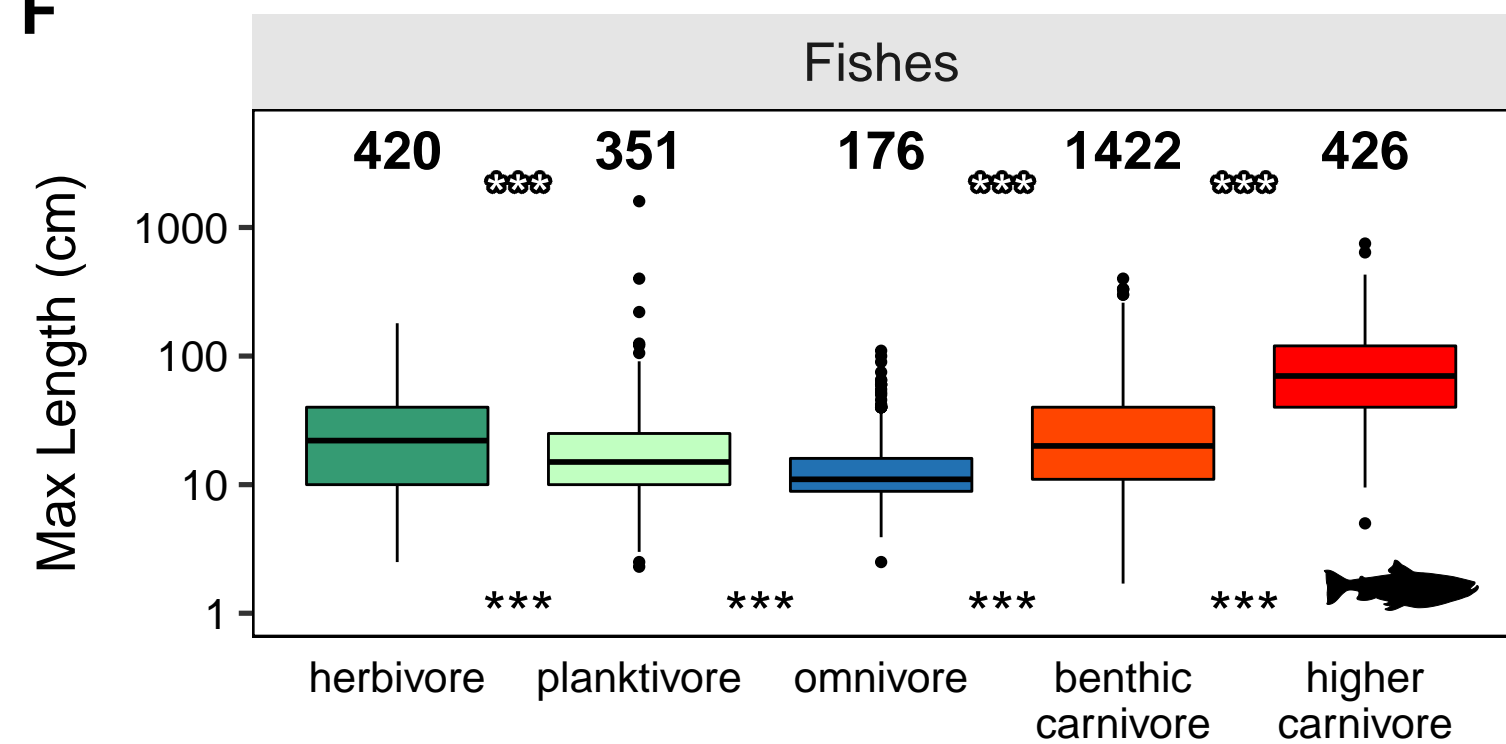 F
Fishes
420 351 176 1422 426
*** *** ***
Max Length (cm)
1000
100
10
1
*** *** *** ***
herbivore planktivore omnivore benthic carnivore higher carnivore